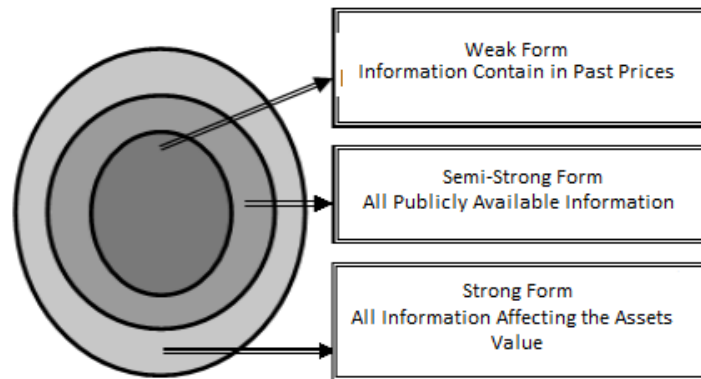 Weak Form
Information Contain in Past Prices
Semi-Strong Form
All Publicly Available Information
Strong Form
All Information Affecting the Assets
Value